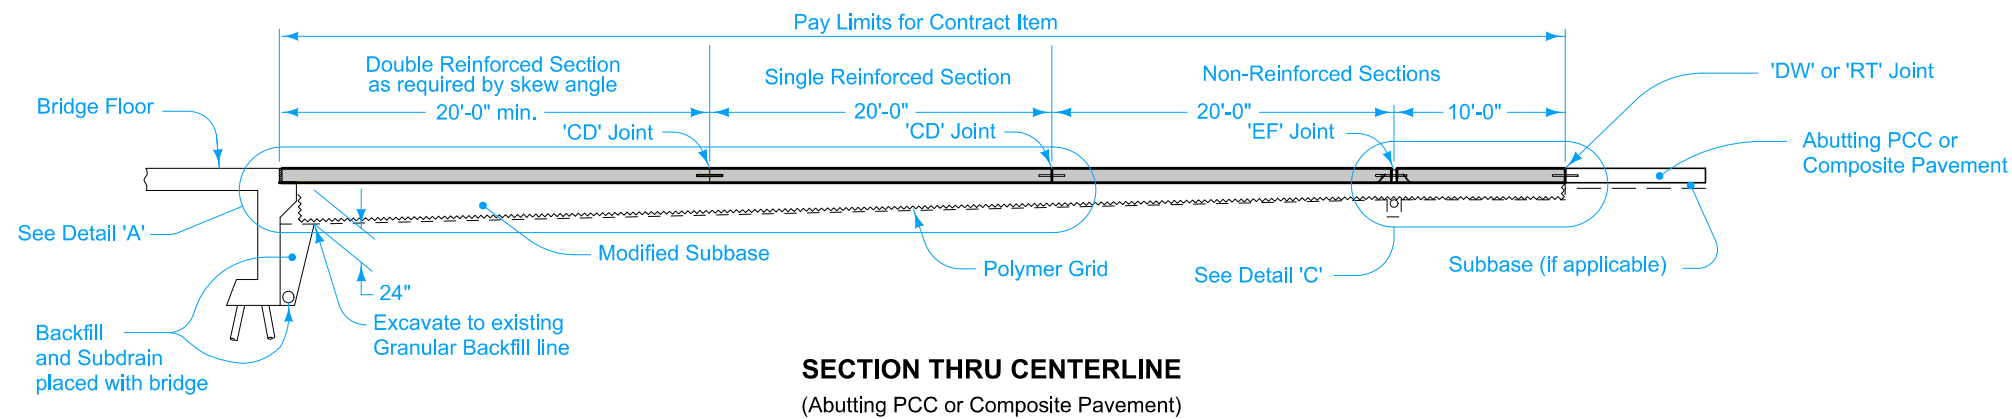 Pay Limits for Contract Item
Double Reinforced Section
as required by skew angle
Single Reinforced Section
Non-Reinforced Sections
'DW' or 'RT' Joint
Bridge Floor
20'-0" min.
20'-0"
20'-0"
10'-0"
'CD' Joint
'CD' Joint
'EF' Joint
Abutting PCC or
Composite Pavement
See Detail 'A'
Modified Subbase
Polymer Grid
See Detail 'C'
Subbase (if applicable)
24"
Backfill
and Subdrain
placed with bridge
Excavate to existing
Granular Backfill line
SECTION THRU CENTERLINE
(Abutting PCC or Composite Pavement)